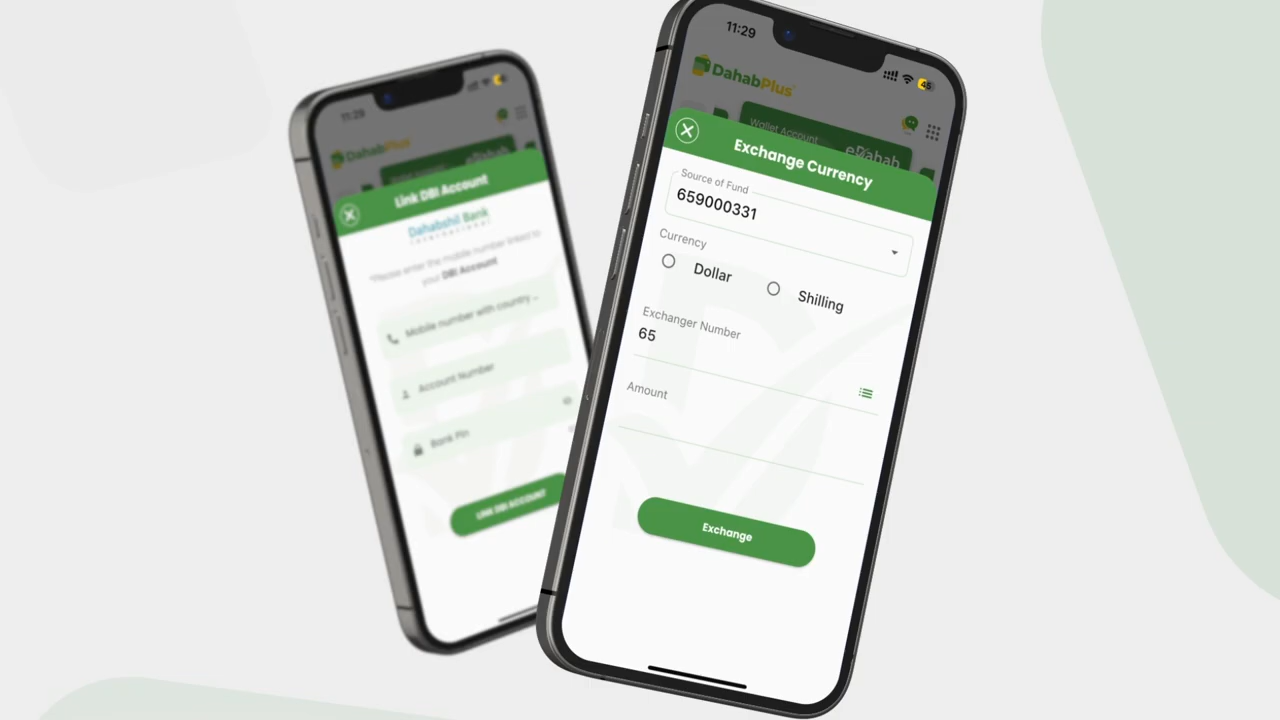 11:29
DahabPlus
eDahab
Link DBI Account
Dahabshil Bank
International
*Please enter the mobile number linked to
your DBI Account
Mobile number with country ..
Account Number
Bank Pin
LINK DBI ACCOUNT
11:29
45
DahabPlus
Wallet Account
eDahab
Exchange Currency
Source of Fund
659000331
Currency
Dollar
Shilling
Exchanger Number
65
Amount
Exchange